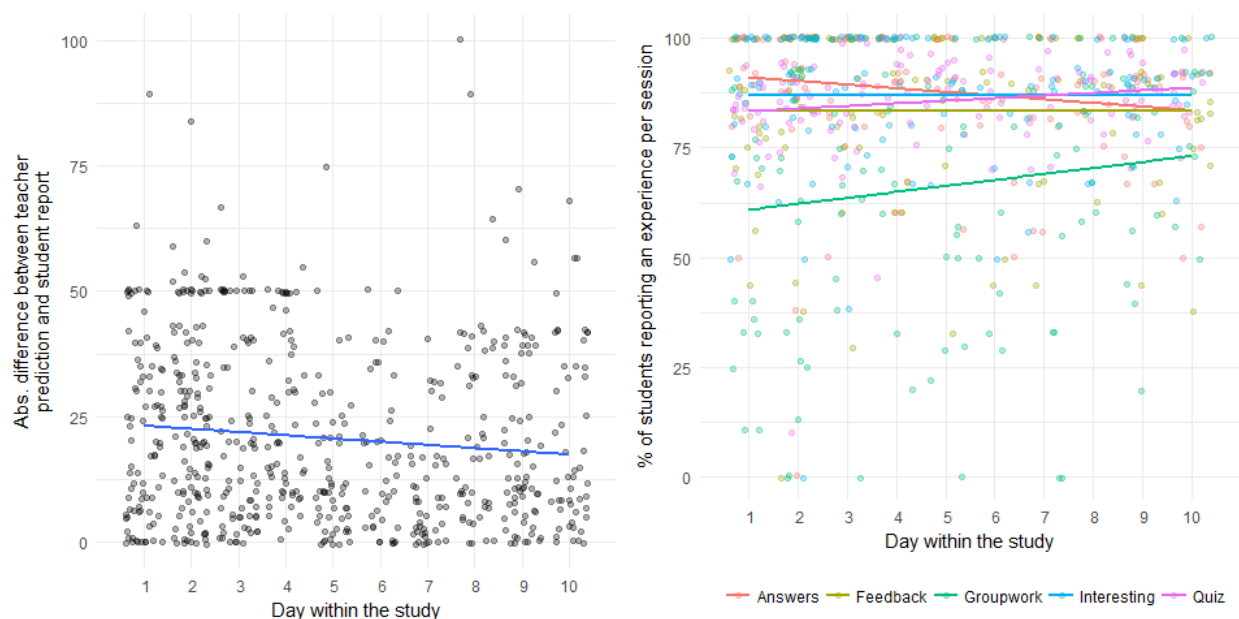 Abs. difference between teacher
prediction and student report
100
75
50
25
0
1 2 3 4 5 6 7 8 9 10
Day within the study
% of students reporting an experience per session
100
75
50
25
0
1 2 3 4 5 6 7 8 9 10
Day within the study
Answers Feedback Groupwork Interesting Quiz